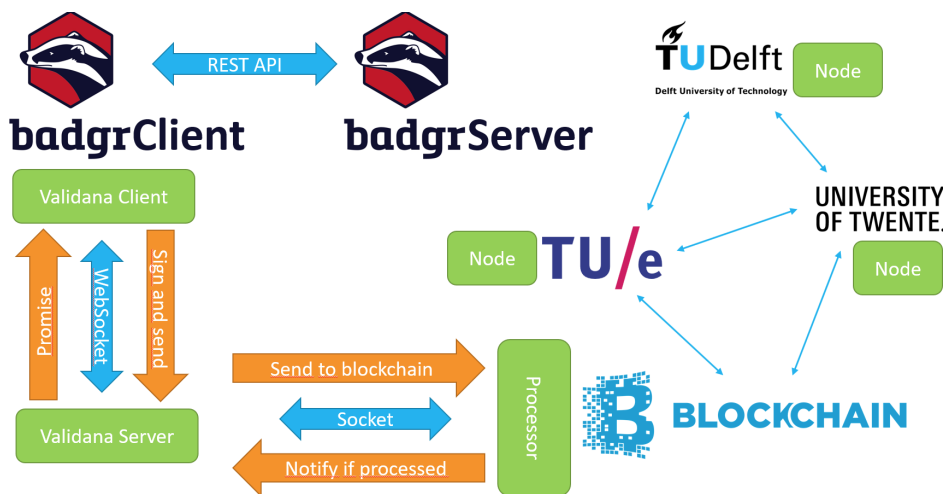 REST API
badgrClient
badgrServer
TUDelft
Delft University of Technology
Node
Validana Client
UNIVERSITY
OF TWENTE.
Node
TU/e
Node
Promise
WebSocket
Sign and send
Send to blockchain
Socket
Notify if processed
Validana Server
Processor
BLOCKCHAIN